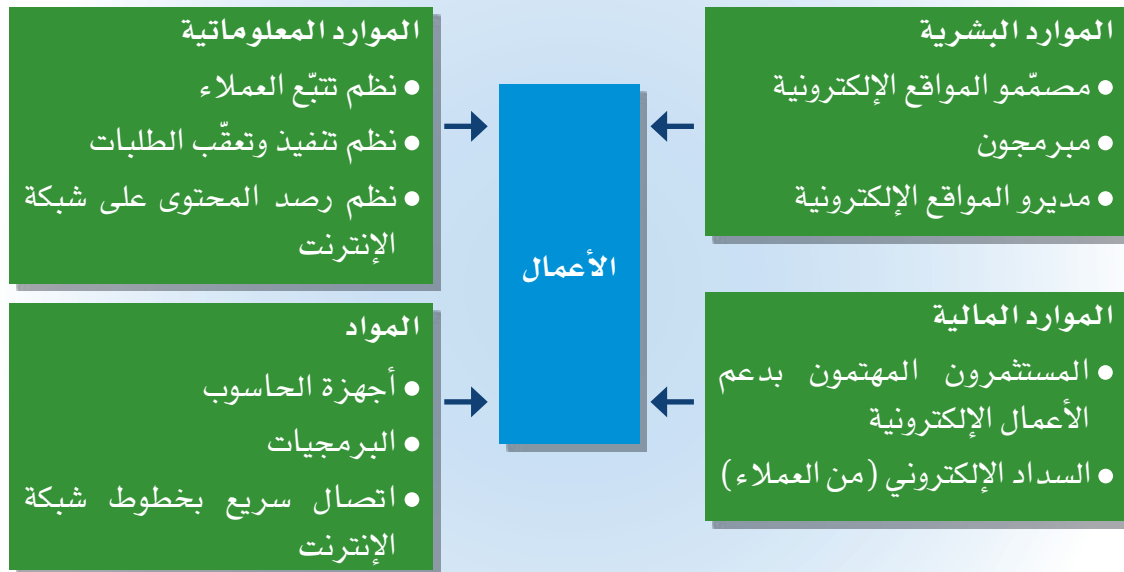 الموارد البشرية
• مصمّمو المواقع الإلكترونية
• مبرمجون
• مديرو المواقع الإلكترونية
الموارد المالية
• المستثمرون المهتمون بدعم
الأعمال الإلكترونية
• السداد الإلكتروني (من العملاء)
الأعمال
الموارد المعلوماتية
• نظم تتبّع العملاء
• نظم تنفيذ وتعقّب الطلبات
• نظم رصد المحتوى على شبكة
الإنترنت
المواد
• أجهزة الحاسوب
• البرمجيات
• اتصال سريع بخطوط شبكة
الإنترنت